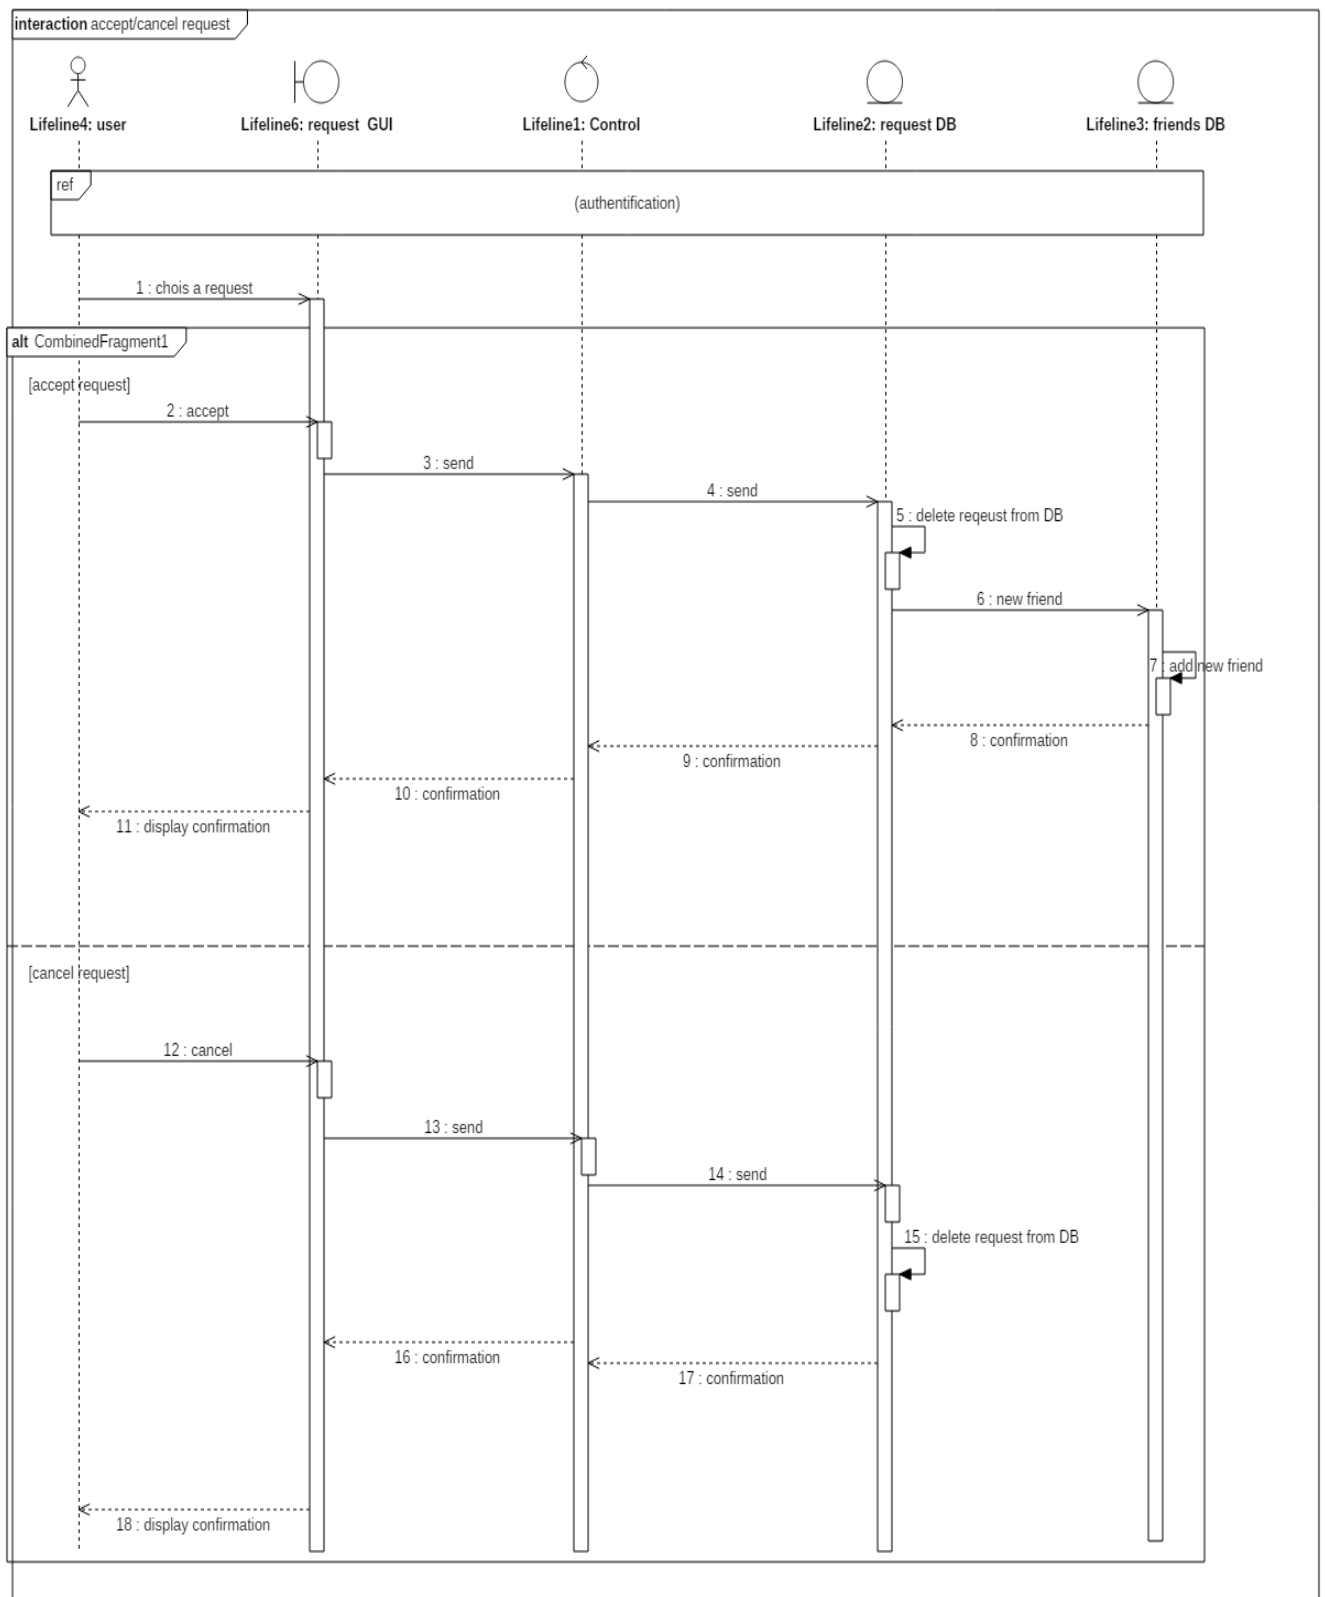 interaction accept/cancel request
Lifeline4: user
Lifeline6: request  GUI
Lifeline1: Control
Lifeline2: request DB
Lifeline3: friends DB
ref
(authentification)
1 : chois a request
alt CombinedFragment1
[accept request]
2 : accept
3 : send
4 : send
5 : delete reqeust from DB
6 : new friend
7 : add new friend
8 : confirmation
9 : confirmation
10 : confirmation
11 : display confirmation
[cancel request]
12 : cancel
13 : send
14 : send
15 : delete request from DB
16 : confirmation
17 : confirmation
18 : display confirmation